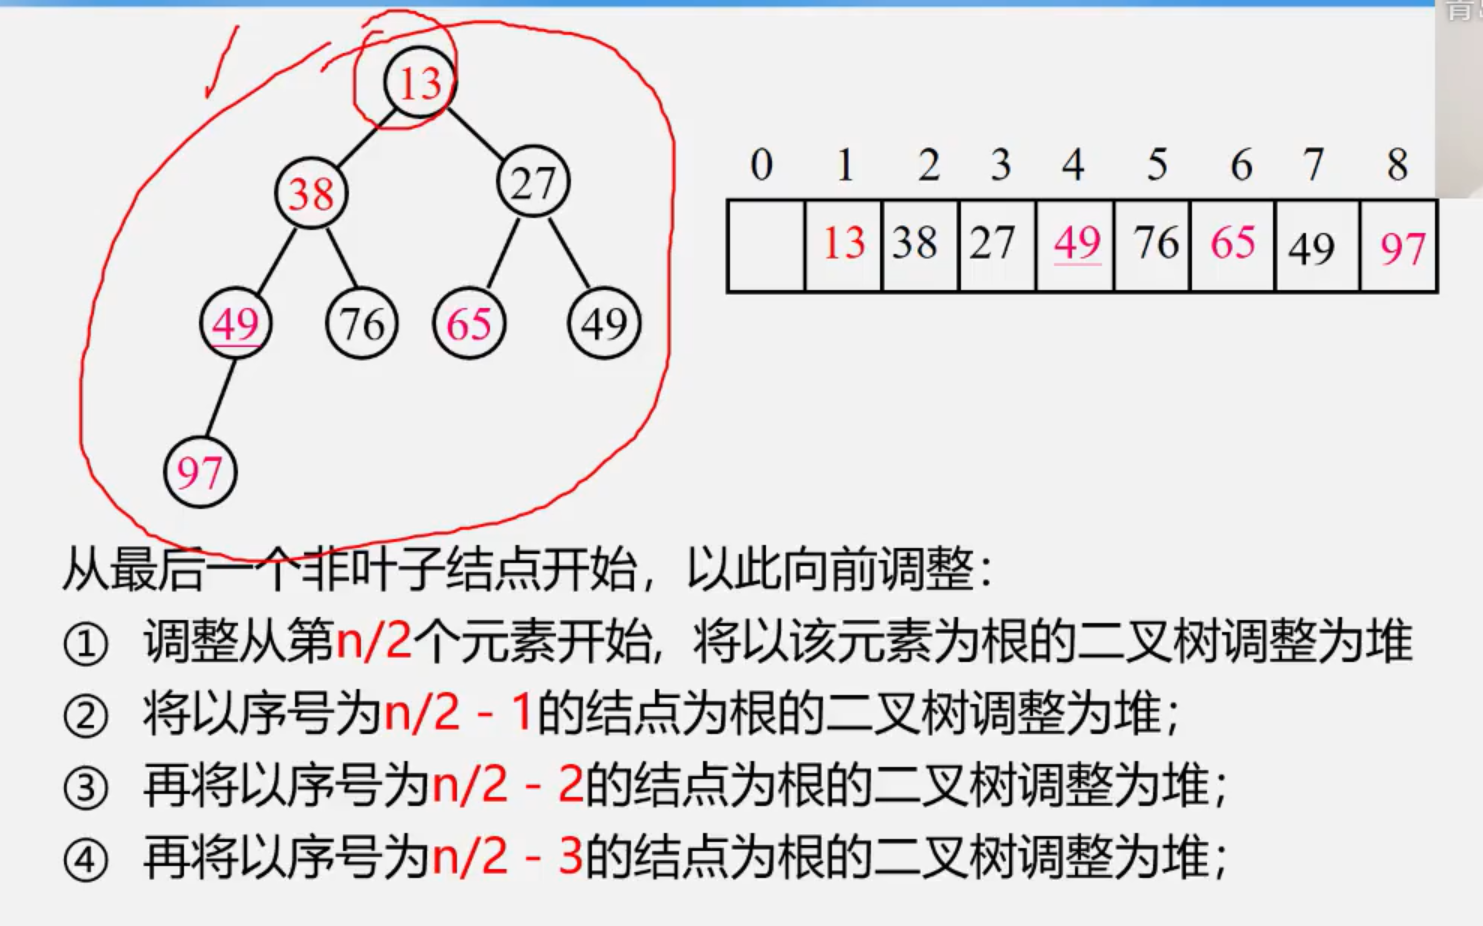 13
38
27
49
76
65
49
97
0 1 2 3 4 5 6 7 8
13 38 27 49 76 65 49 97
从最后一个非叶子结点开始，以此向前调整：
① 调整从第n/2个元素开始，将以该元素为根的二叉树调整为堆
② 将以序号为n/2 - 1的结点为根的二叉树调整为堆；
③ 再将以序号为n/2 - 2的结点为根的二叉树调整为堆；
④ 再将以序号为n/2 - 3的结点为根的二叉树调整为堆；